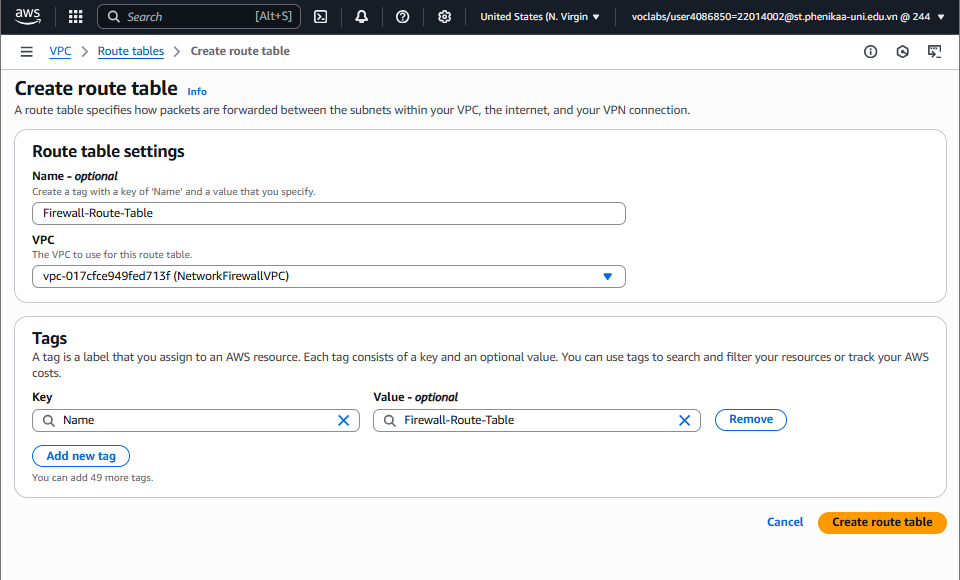 aws
Search
[Alt+S]
United States (N. Virgin
voclabs/user4086850=22014002@st.phenikaa-uni.edu.vn @ 244
VPC
Route tables
Create route table
Create route table Info
A route table specifies how packets are forwarded between the subnets within your VPC, the internet, and your VPN connection.
Route table settings
Name - optional
Create a tag with a key of 'Name' and a value that you specify.
Firewall-Route-Table
VPC
The VPC to use for this route table.
vpc-017cfce949fed713f (NetworkFirewallVPC)
Tags
A tag is a label that you assign to an AWS resource. Each tag consists of a key and an optional value. You can use tags to search and filter your resources or track your AWS
costs.
Key
Value - optional
Name
Firewall-Route-Table
Remove
Add new tag
You can add 49 more tags.
Cancel
Create route table